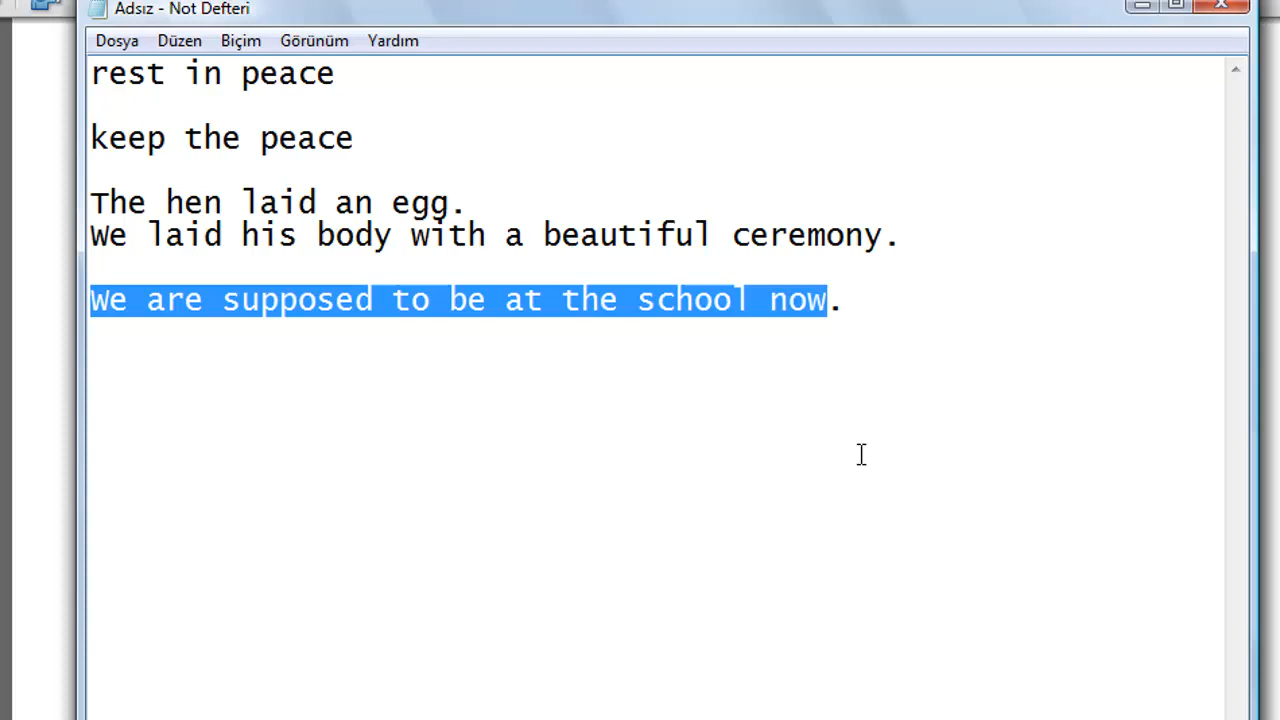 Adsız - Not Defteri
Dosya Düzen Biçim Görünüm Yardım
rest in peace
keep the peace
The hen laid an egg.
We laid his body with a beautiful ceremony.
We are supposed to be at the school now.